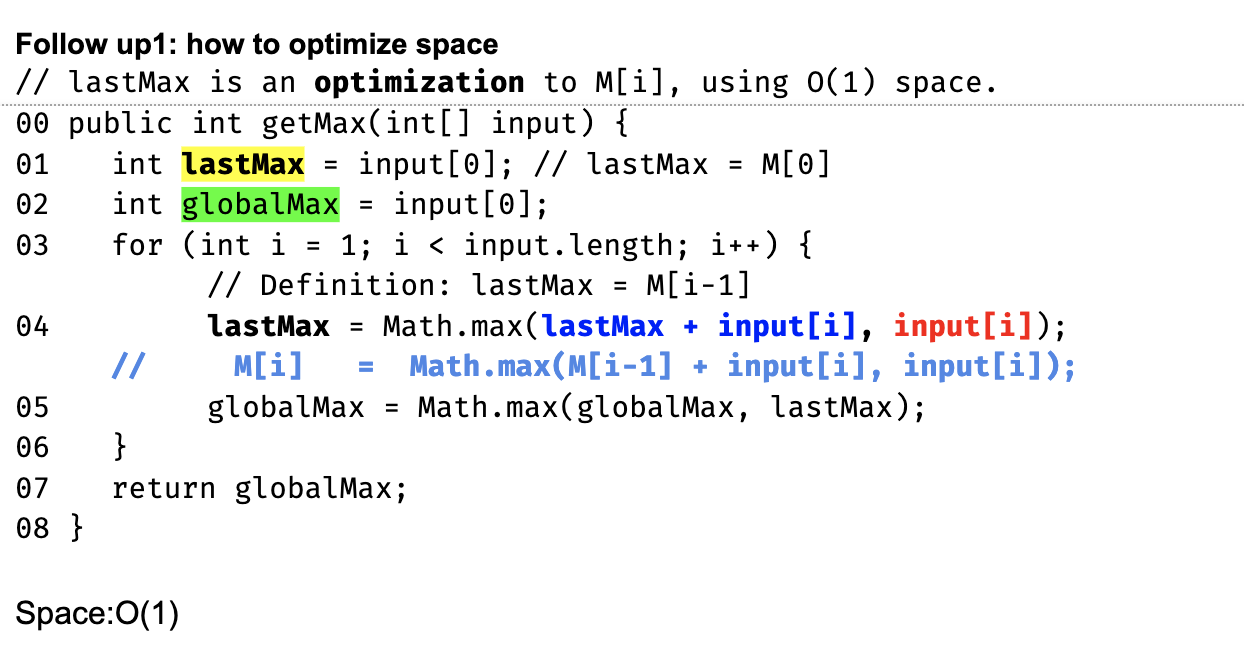 Follow up1: how to optimize space
// lastMax is an optimization to M[i], using O(1) space.
00 public int getMax(int[] input) {
01 int lastMax = input[0]; // lastMax = M[0]
02 int globalMax = input[0];
03 for (int i = 1; i < input.length; i++) {
// Definition: lastMax = M[i-1]
04 lastMax = Math.max(lastMax + input[i], input[i]);
// M[i] = Math.max(M[i-1] + input[i], input[i]);
05 globalMax = Math.max(globalMax, lastMax);
06 }
07 return globalMax;
08 }
Space:O(1)